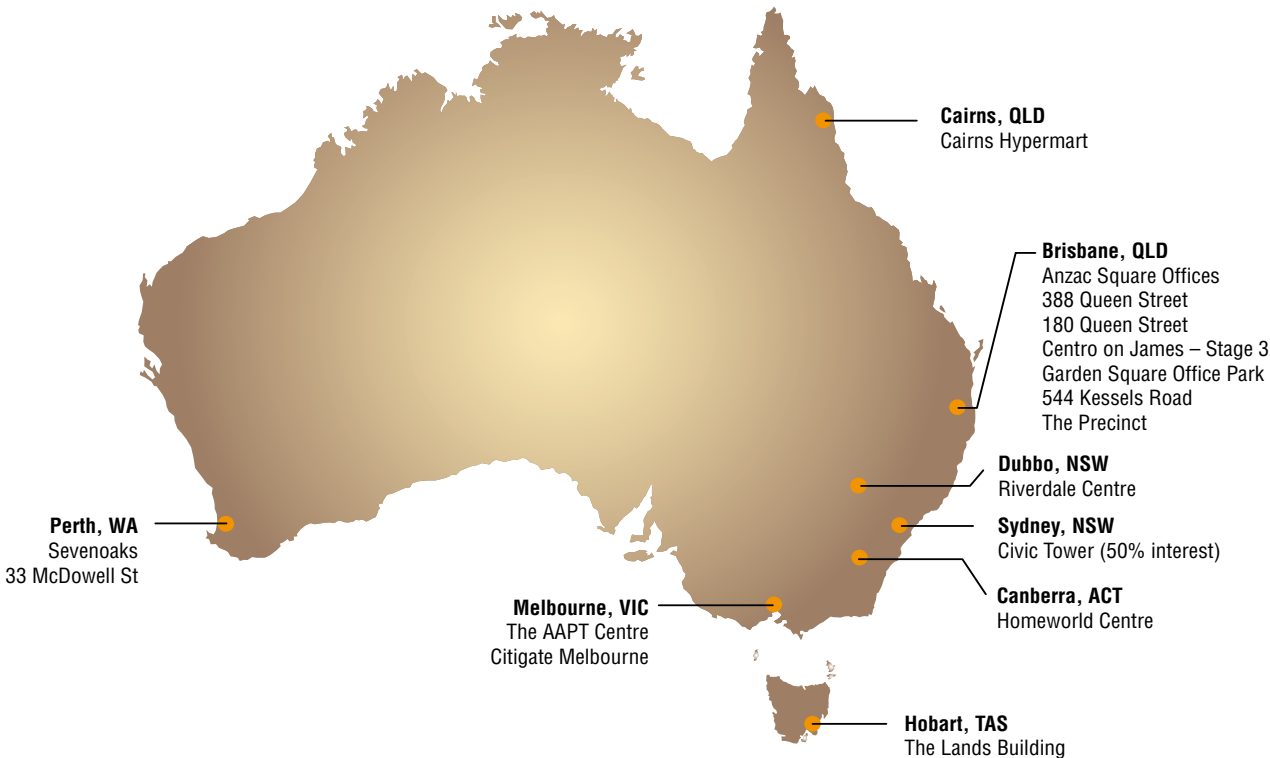 Cairns, QLD
Cairns Hypermart
Brisbane, QLD
Anzac Square Offices
388 Queen Street
180 Queen Street
Centro on James – Stage 3
Garden Square Office Park
544 Kessels Road
The Precinct
Dubbo, NSW
Riverdale Centre
Sydney, NSW
Civic Tower (50% interest)
Canberra, ACT
Homeworld Centre
Perth, WA
Sevenoaks
33 McDowell St
Melbourne, VIC
The AAPT Centre
Citigate Melbourne
Hobart, TAS
The Lands Building